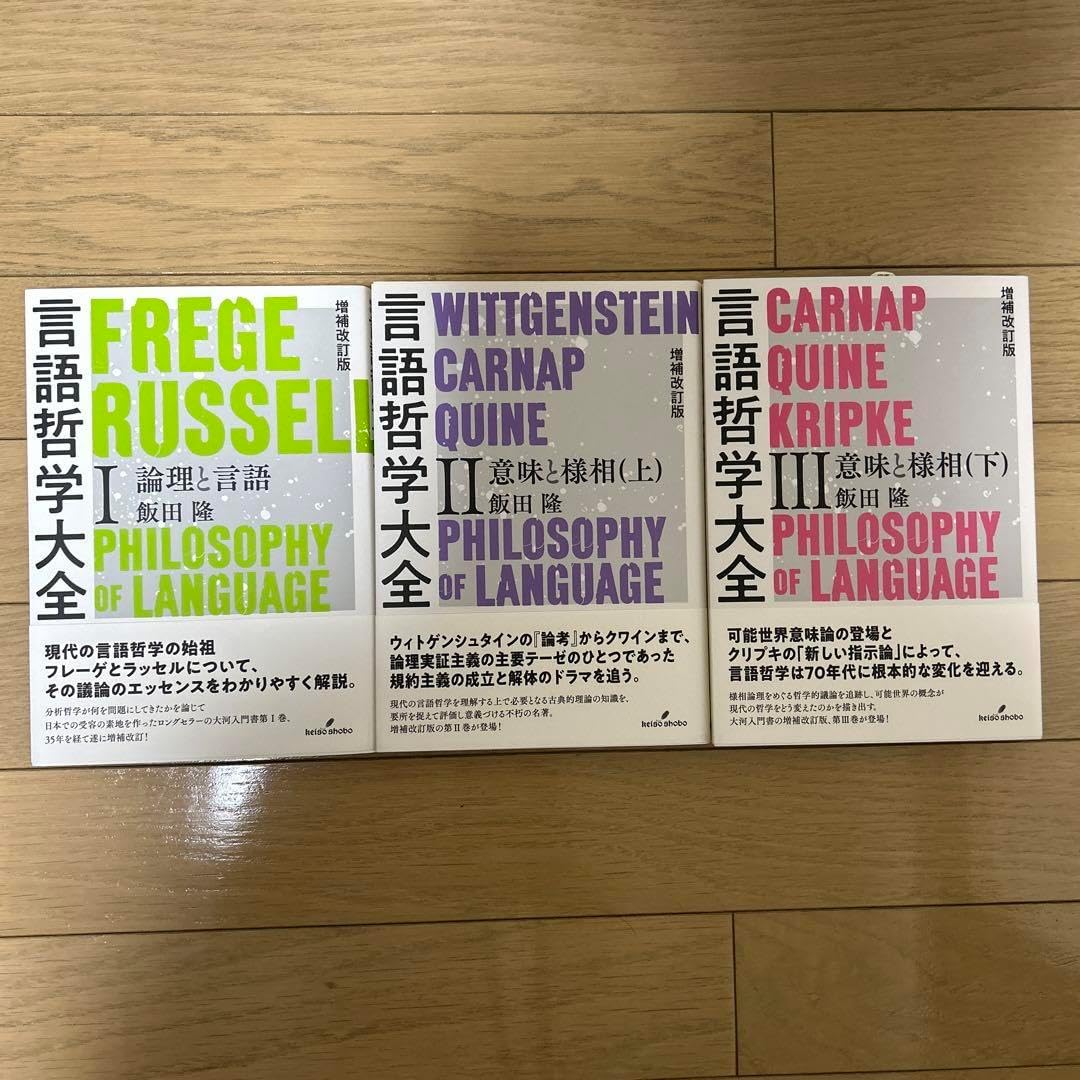 言語哲学大全
FREGE
RUSSELL
増補改訂版
I 論理と言語
飯田 隆
PHILOSOPHY
OF LANGUAGE
現代の言語哲学の始祖
フレーゲとラッセルについて、
その議論のエッセンスをわかりやすく解説。
分析哲学が何を問題にしてきたかを論じて
日本での受容の素地を作ったロングセラーの大河入門書第Ⅰ巻、
35年を経て遂に増補改訂！
keiso shobo
言語哲学大全
WITTGENSTEIN
CARNAP
QUINE
増補改訂版
II 意味と様相(上)
飯田 隆
PHILOSOPHY
OF LANGUAGE
ウィトゲンシュタインの『論考』からクワインまで、
論理実証主義の主要テーゼのひとつであった
規約主義の成立と解体のドラマを追う。
現代の言語哲学を理解する上で必要となる古典的理論の知識を、
要所を捉えて評価し意義づける不朽の名著。
増補改訂版の第Ⅱ巻が登場！
keiso shobo
言語哲学大全
CARNAP
QUINE
KRIPKE
増補改訂版
III 意味と様相(下)
飯田 隆
PHILOSOPHY
OF LANGUAGE
可能世界意味論の登場と
クリプキの「新しい指示論」によって、
言語哲学は70年代に根本的な変化を迎える。
様相論理をめぐる哲学的議論を追跡し、可能世界の概念が
現代の哲学をどう変えたのかを描き出す。
大河入門書の増補改訂版、第Ⅲ巻が登場！
keiso shobo